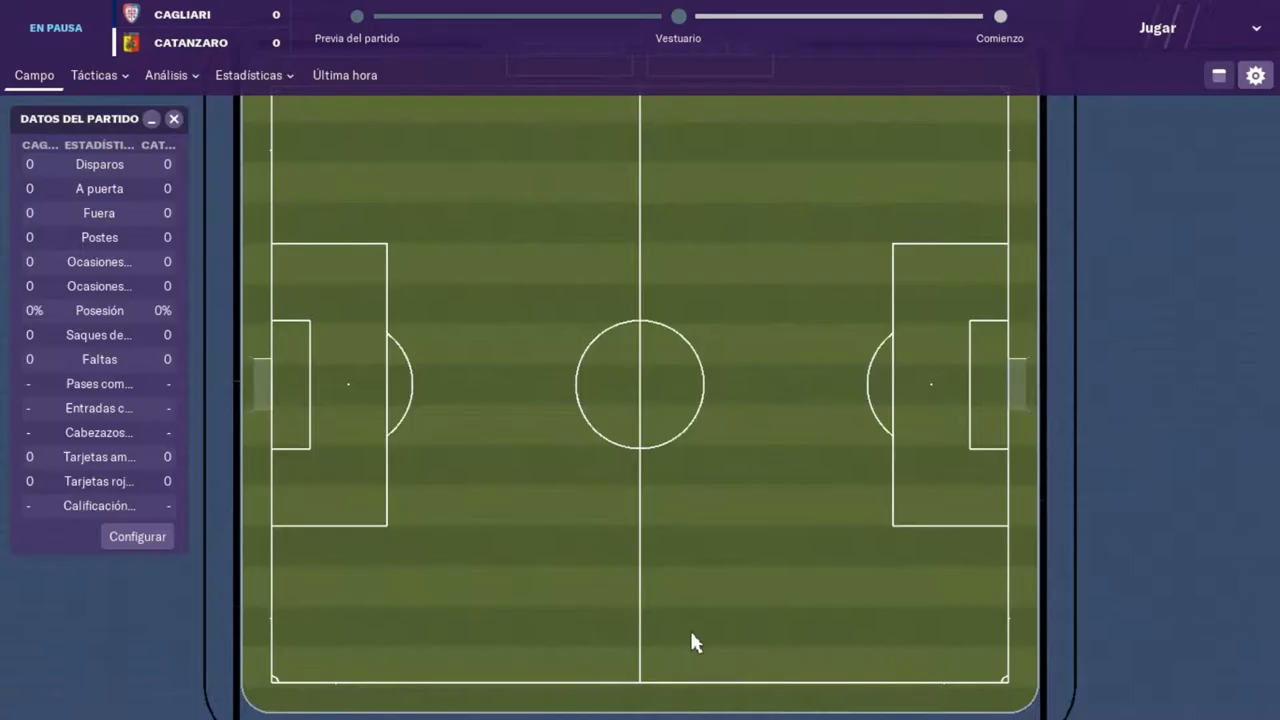 EN PAUSA
CAGLIARI 0
CATANZARO 0
Previa del partido
Vestuario
Comienzo
Jugar
Campo
Tácticas
Análisis
Estadísticas
Última hora
DATOS DEL PARTIDO
CAG... ESTADÍSTI... CAT...
0 Disparos 0
0 A puerta 0
0 Fuera 0
0 Postes 0
0 Ocasiones... 0
0 Ocasiones... 0
0% Posesión 0%
0 Saques de... 0
0 Faltas 0
- Pases com... -
- Entradas c... -
- Cabezazos... -
0 Tarjetas am... 0
0 Tarjetas roj... 0
- Calificación... -
Configurar